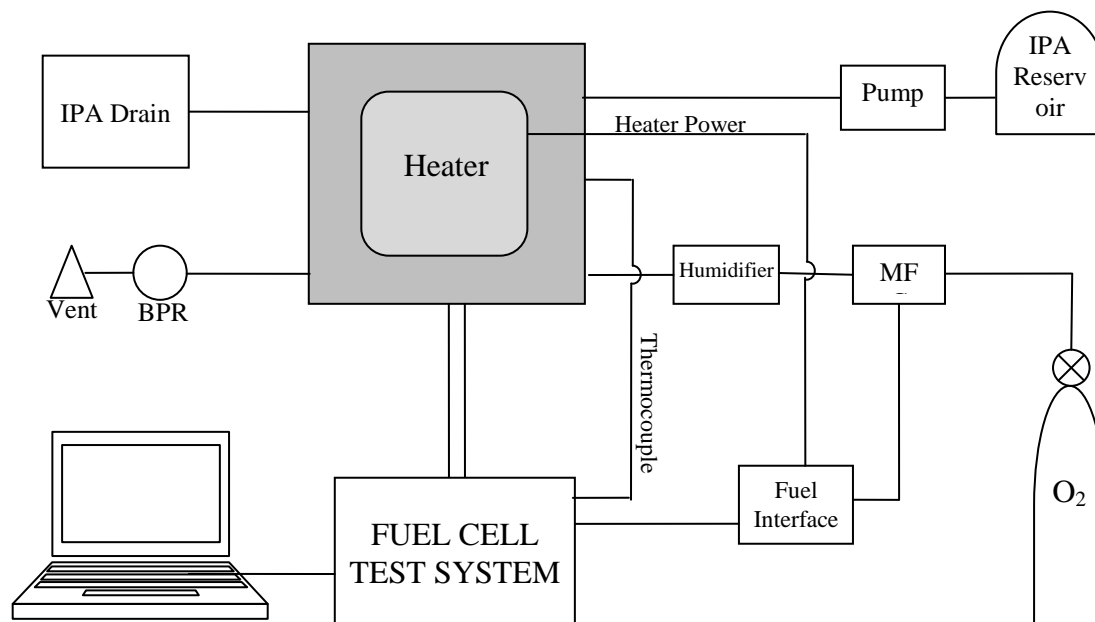 IPA Drain
Heater
Heater Power
Pump
IPA
Reserv
oir
Vent
BPR
Humidifier
MF
Thermocouple
Fuel
Interface
FUEL CELL
TEST SYSTEM
O₂